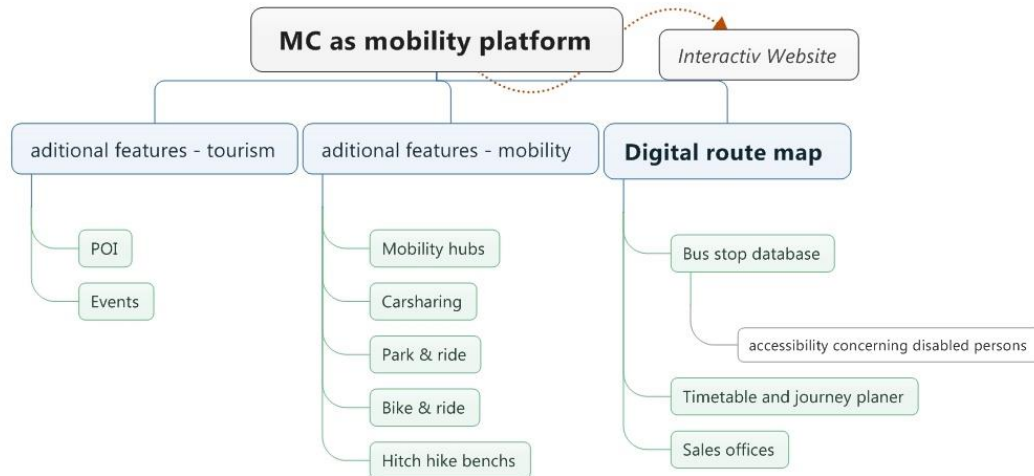 MC as mobility platform
Interactiv Website
aditional features - tourism
POI
Events
aditional features - mobility
Mobility hubs
Carsharing
Park & ride
Bike & ride
Hitch hike benchs
Digital route map
Bus stop database
accessibility concerning disabled persons
Timetable and journey planer
Sales offices